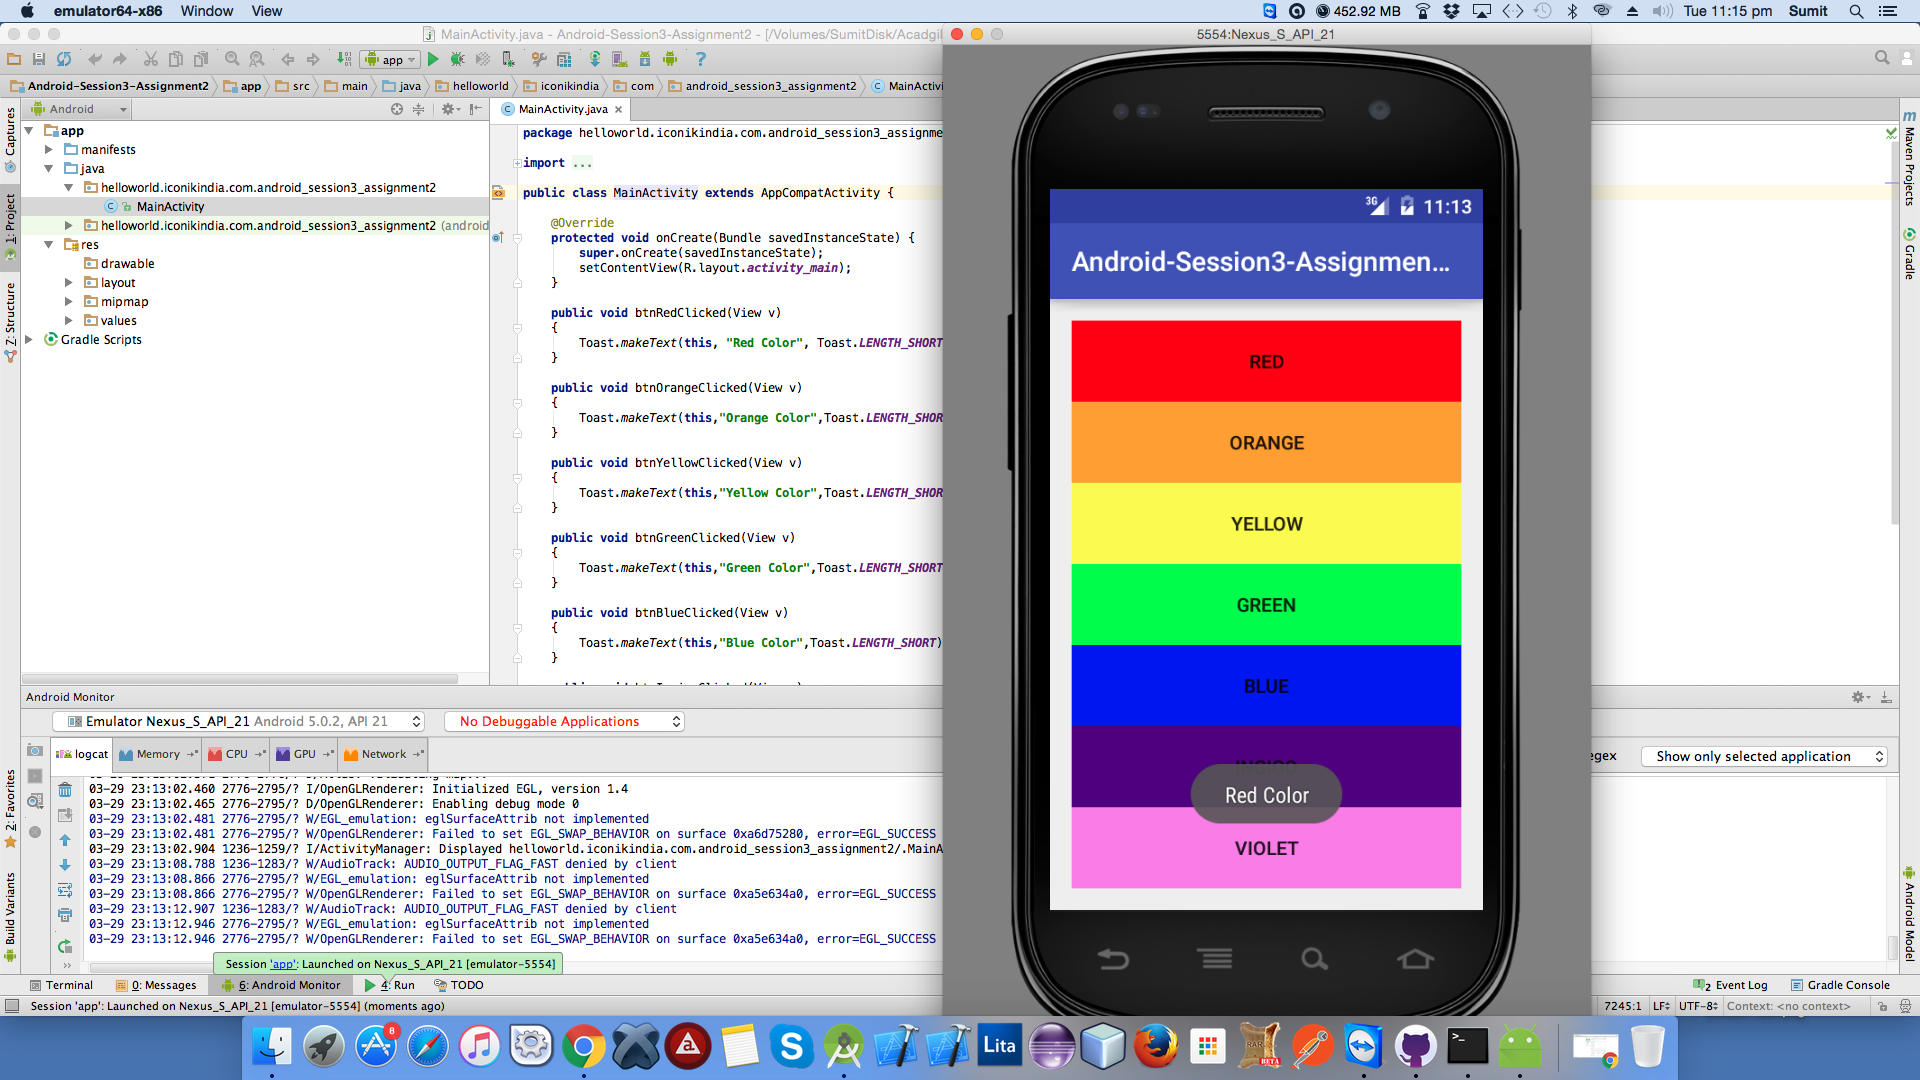 emulator64-x86 Window View
452.92 MB Tue 11:15 pm Sumit
MainActivity.java - Android-Session3-Assignment2 - [/Volumes/SumitDisk/Acadgil
5554:Nexus_S_API_21
app
Android-Session3-Assignment2 app src main java helloworld iconikindia com android_session3_assignment2 MainActivi
Android
MainActivity.java
Captures
1: Project
Z: Structure
2: Favorites
Build Variants
app
manifests
java
helloworld.iconikindia.com.android_session3_assignment2
MainActivity
helloworld.iconikindia.com.android_session3_assignment2 (android
res
drawable
layout
mipmap
values
Gradle Scripts
package helloworld.iconikindia.com.android_session3_assignme
import ...
public class MainActivity extends AppCompatActivity {
@Override
protected void onCreate(Bundle savedInstanceState) {
super.onCreate(savedInstanceState);
setContentView(R.layout.activity_main);
}
public void btnRedClicked(View v)
{
Toast.makeText(this, "Red Color", Toast.LENGTH_SHORT
}
public void btnOrangeClicked(View v)
{
Toast.makeText(this,"Orange Color",Toast.LENGTH_SHOR
}
public void btnYellowClicked(View v)
{
Toast.makeText(this,"Yellow Color",Toast.LENGTH_SHOR
}
public void btnGreenClicked(View v)
{
Toast.makeText(this,"Green Color",Toast.LENGTH_SHORT
}
public void btnBlueClicked(View v)
{
Toast.makeText(this,"Blue Color",Toast.LENGTH_SHORT)
}
3G 11:13
Android-Session3-Assignmen...
RED
ORANGE
YELLOW
GREEN
BLUE
INDIGO
Red Color
VIOLET
m
Maven Projects
Gradle
Android Model
Android Monitor
Emulator Nexus_S_API_21 Android 5.0.2, API 21
No Debuggable Applications
logcat Memory CPU GPU Network
egex Show only selected application
03-29 23:13:02.460 2776-2795/? I/OpenGLRenderer: Initialized EGL, version 1.4
03-29 23:13:02.465 2776-2795/? D/OpenGLRenderer: Enabling debug mode 0
03-29 23:13:02.481 2776-2795/? W/EGL_emulation: eglSurfaceAttrib not implemented
03-29 23:13:02.481 2776-2795/? W/OpenGLRenderer: Failed to set EGL_SWAP_BEHAVIOR on surface 0xa6d75280, error=EGL_SUCCESS
03-29 23:13:02.904 1236-1259/? I/ActivityManager: Displayed helloworld.iconikindia.com.android_session3_assignment2/.MainA
03-29 23:13:08.788 1236-1283/? W/AudioTrack: AUDIO_OUTPUT_FLAG_FAST denied by client
03-29 23:13:08.866 2776-2795/? W/EGL_emulation: eglSurfaceAttrib not implemented
03-29 23:13:08.866 2776-2795/? W/OpenGLRenderer: Failed to set EGL_SWAP_BEHAVIOR on surface 0xa5e634a0, error=EGL_SUCCESS
03-29 23:13:12.907 1236-1283/? W/AudioTrack: AUDIO_OUTPUT_FLAG_FAST denied by client
03-29 23:13:12.946 2776-2795/? W/EGL_emulation: eglSurfaceAttrib not implemented
03-29 23:13:12.946 2776-2795/? W/OpenGLRenderer: Failed to set EGL_SWAP_BEHAVIOR on surface 0xa5e634a0, error=EGL_SUCCESS
Session 'app': Launched on Nexus_S_API_21 [emulator-5554]
Terminal 0: Messages 6: Android Monitor 4: Run TODO
2 Event Log Gradle Console
Session 'app': Launched on Nexus_S_API_21 [emulator-5554] (moments ago)
7245:1 LF UTF-8 Context: <no context>
8
Lita
RAR
BETA